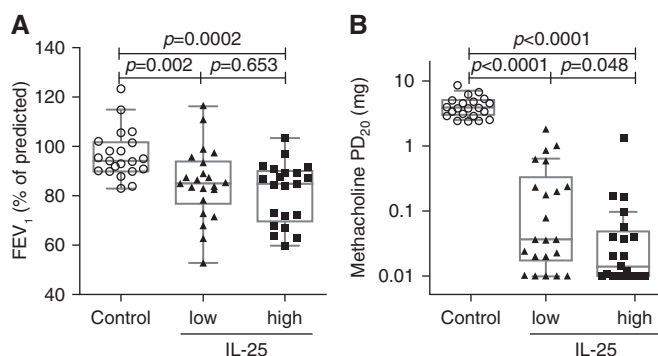 A
p=0.0002
p=0.002
p=0.653
140
120
100
80
60
40
FEV1 (% of predicted)
Control
low
high
IL-25
B
p<0.0001
p<0.0001
p=0.048
10
1
0.1
0.01
Methacholine PD20 (mg)
Control
low
high
IL-25